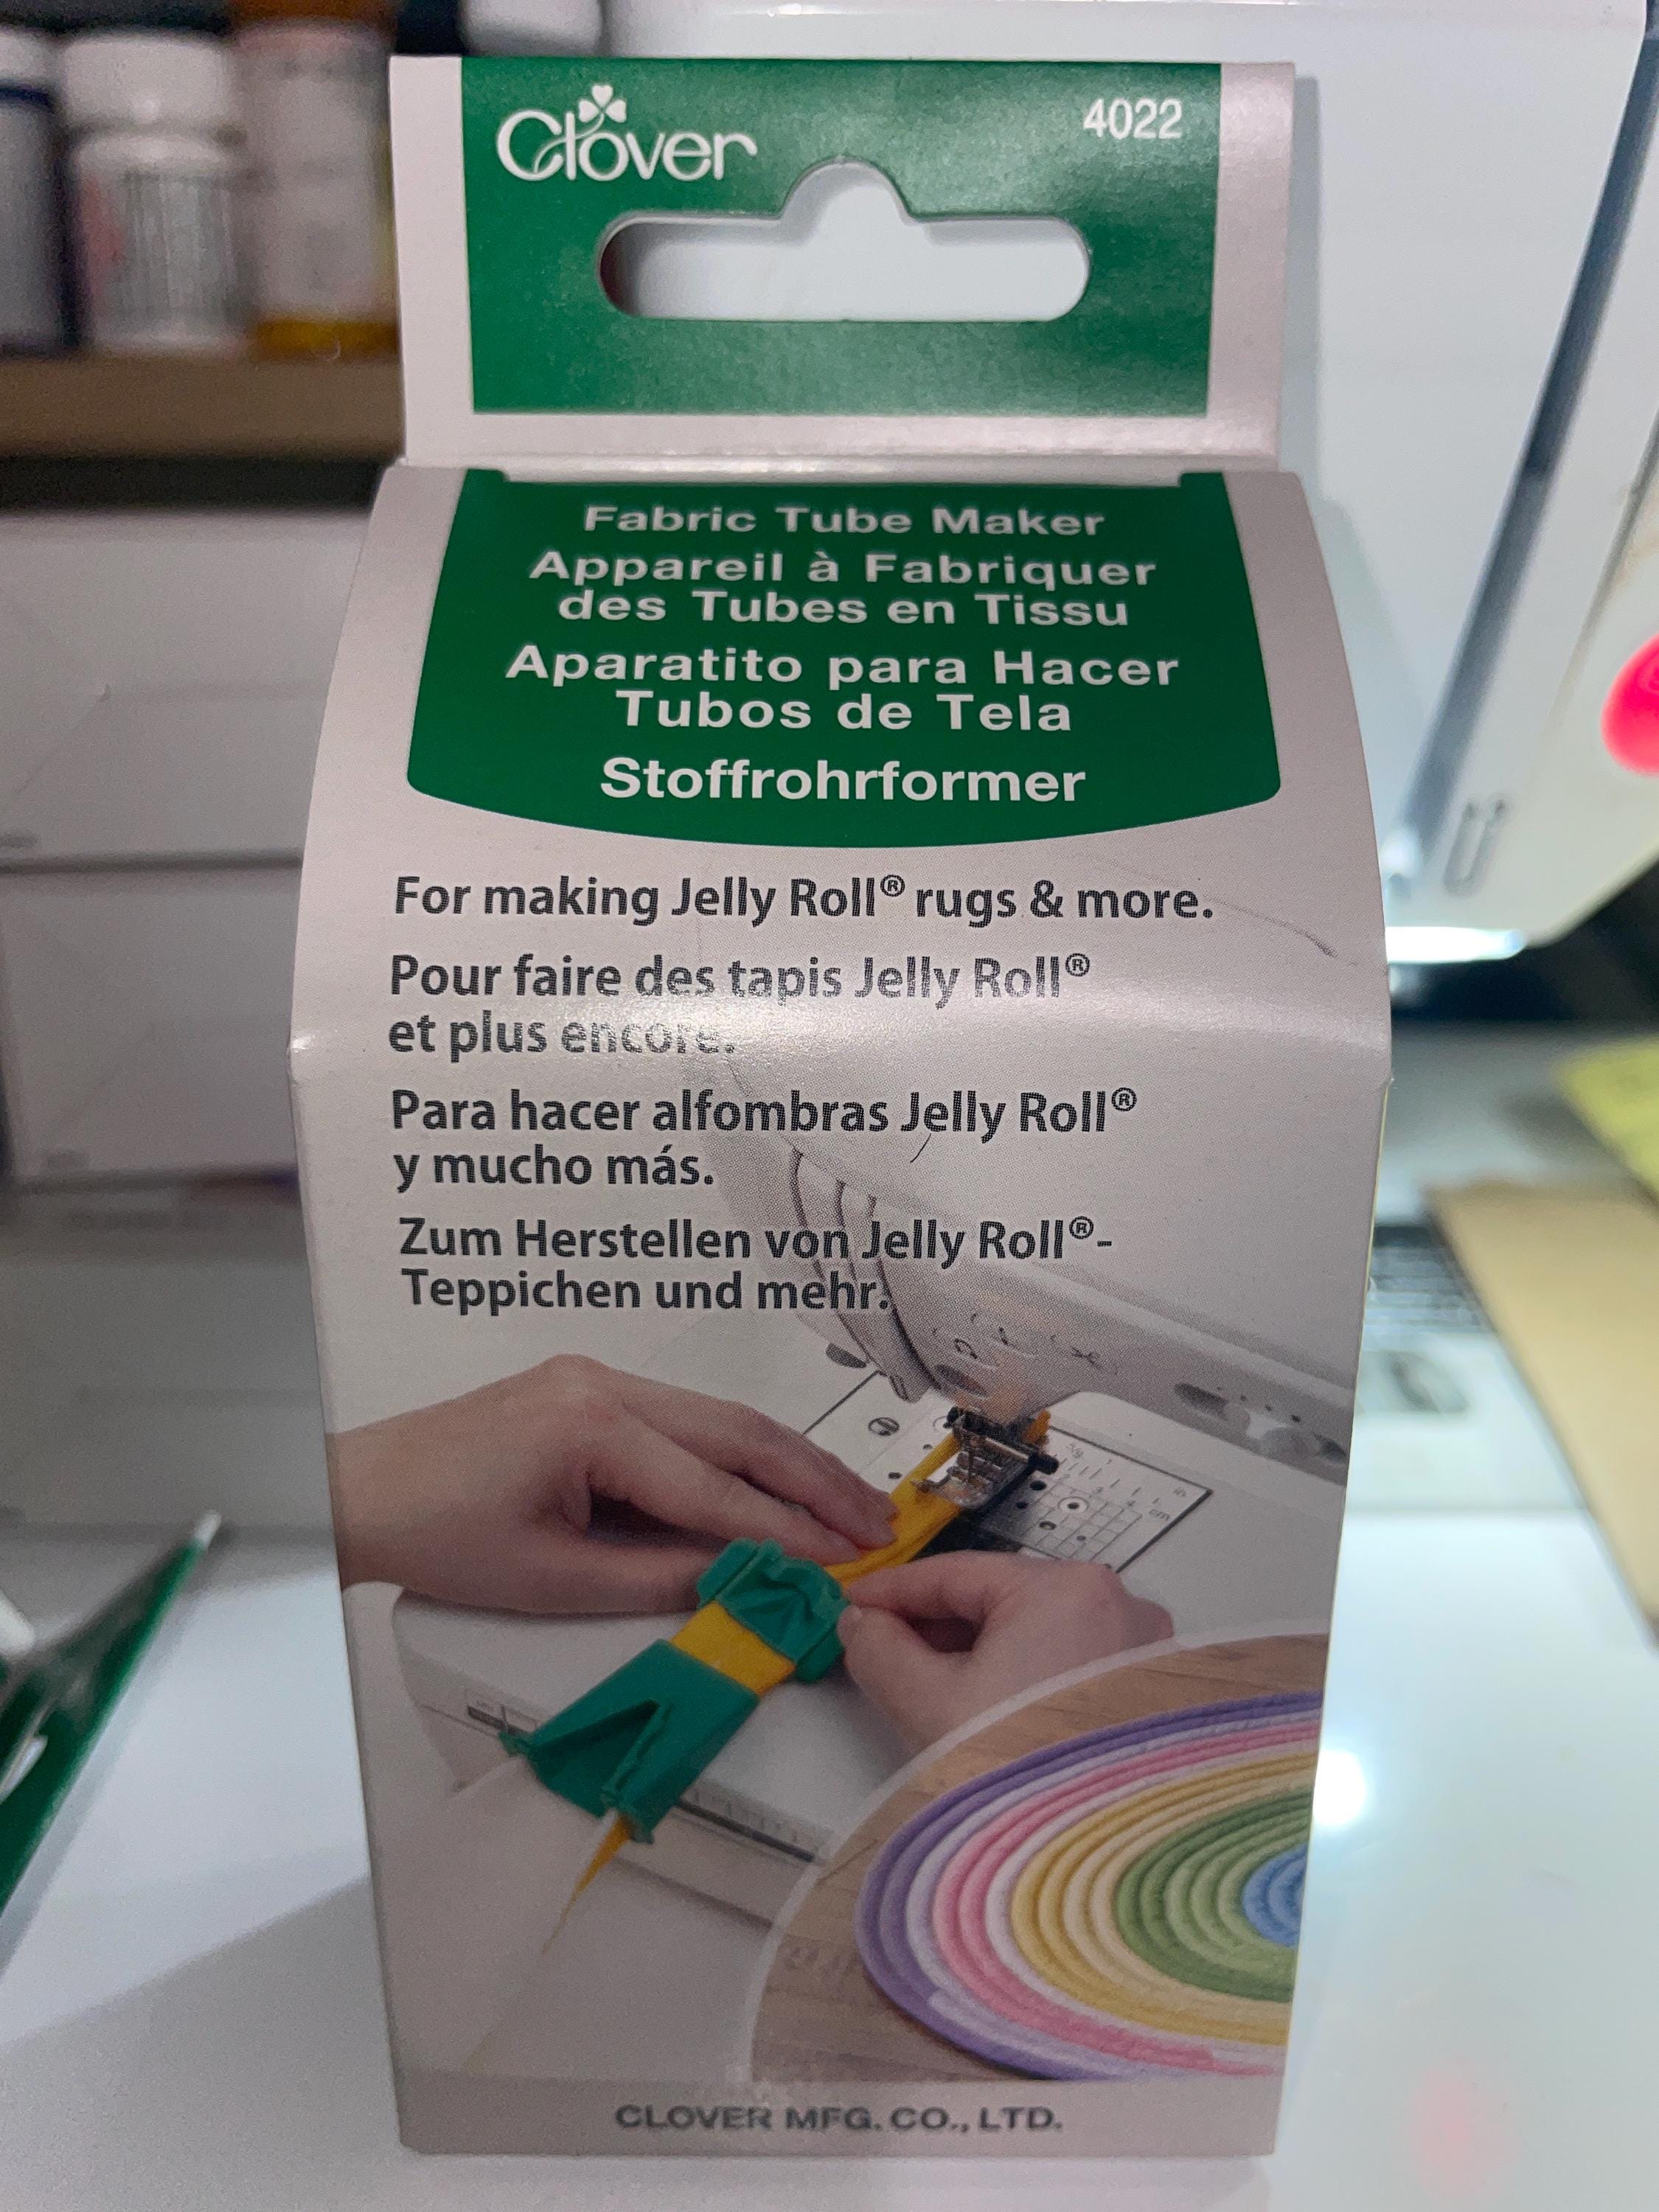 Clover
4022
Fabric Tube Maker
Appareil à Fabriquer
des Tubes en Tissu
Aparatito para Hacer
Tubos de Tela
Stoffrohrformer
For making Jelly Roll® rugs & more.
Pour faire des tapis Jelly Roll®
et plus encore.
Para hacer alfombras Jelly Roll®
y mucho más.
Zum Herstellen von Jelly Roll®-
Teppichen und mehr.
cm
CLOVER MFG. CO., LTD.